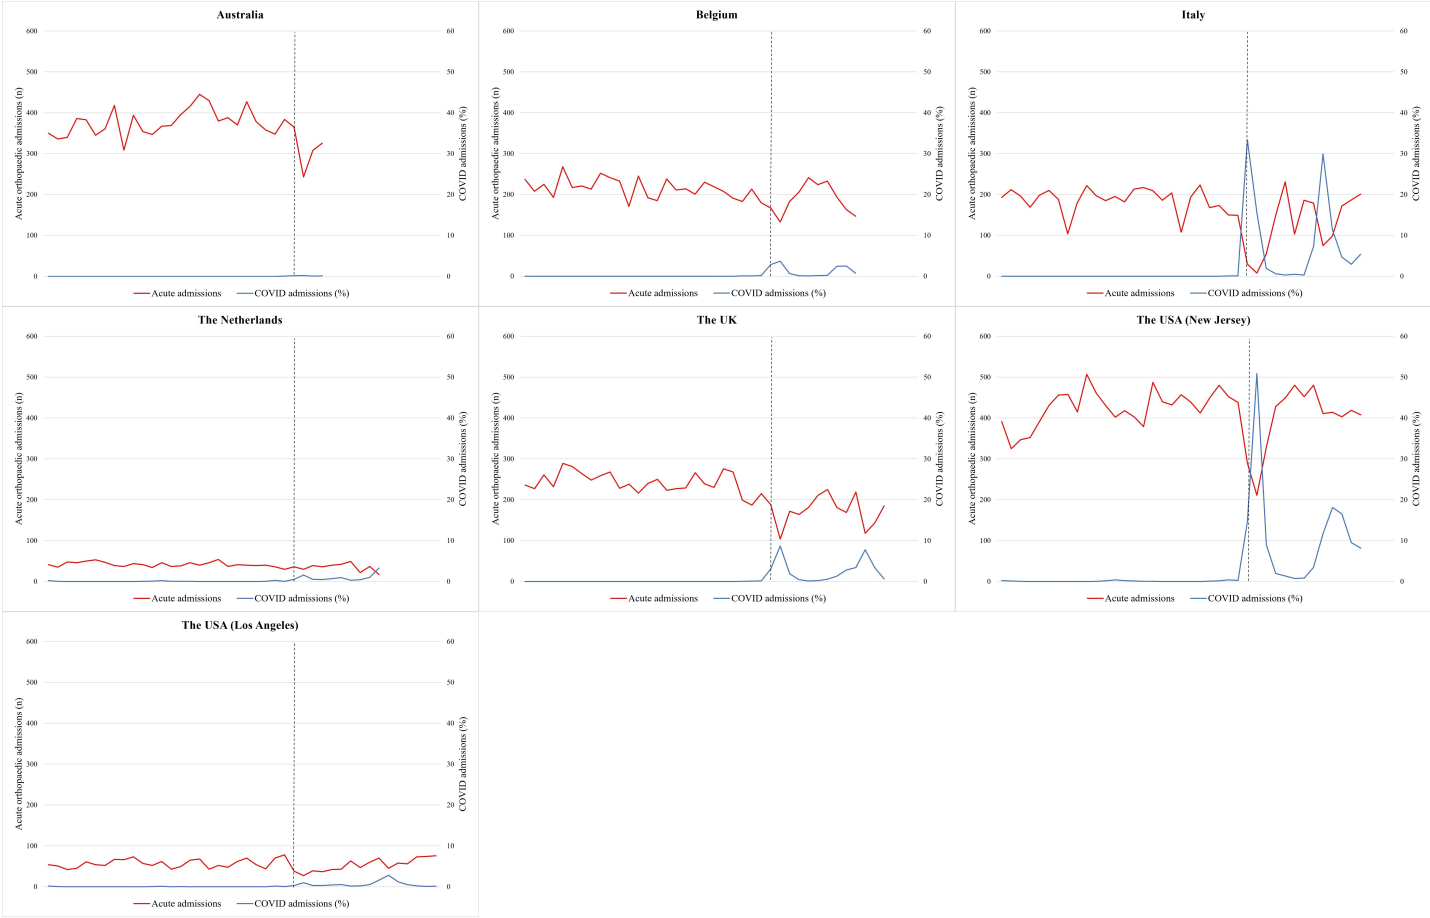 Australia
600
500
400
300
200
100
0
Acute orthopaedic admissions (n)
60
50
40
30
20
10
0
COVID admissions (%)
Acute admissions
COVID admissions (%)
Belgium
600
500
400
300
200
100
0
Acute orthopaedic admissions (n)
60
50
40
30
20
10
0
COVID admissions (%)
Acute admissions
COVID admissions (%)
Italy
600
500
400
300
200
100
0
Acute orthopaedic admissions (n)
60
50
40
30
20
10
0
COVID admissions (%)
Acute admissions
COVID admissions (%)
The Netherlands
600
500
400
300
200
100
0
Acute orthopaedic admissions (n)
60
50
40
30
20
10
0
COVID admissions (%)
Acute admissions
COVID admissions (%)
The UK
600
500
400
300
200
100
0
Acute orthopaedic admissions (n)
60
50
40
30
20
10
0
COVID admissions (%)
Acute admissions
COVID admissions (%)
The USA (New Jersey)
600
500
400
300
200
100
0
Acute orthopaedic admissions (n)
60
50
40
30
20
10
0
COVID admissions (%)
Acute admissions
COVID admissions (%)
The USA (Los Angeles)
600
500
400
300
200
100
0
Acute orthopaedic admissions (n)
60
50
40
30
20
10
0
COVID admissions (%)
Acute admissions
COVID admissions (%)